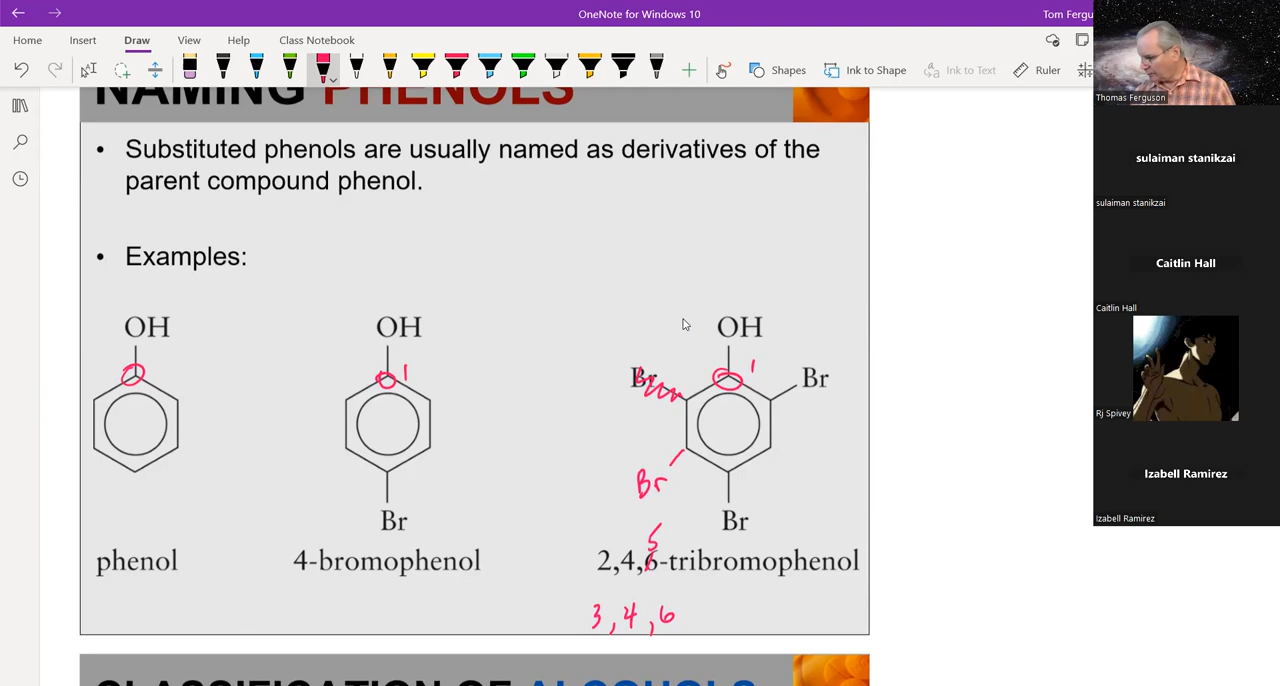 OneNote for Windows 10
Tom Fergu
Home Insert Draw View Help Class Notebook
Shapes Ink to Shape Ink to Text Ruler
Thomas Ferguson
NAMING PHENOLS
• Substituted phenols are usually named as derivatives of the
parent compound phenol.
• Examples:
OH OH OH
1 1
Br Br
Br
Br Br
5
phenol 4-bromophenol 2,4,6-tribromophenol
3, 4, 6
CLASSIFICATION OF ALCOHOLS
sulaiman stanikzai
sulaiman stanikzai
Caitlin Hall
Caitlin Hall
Rj Spivey
Izabell Ramirez
Izabell Ramirez